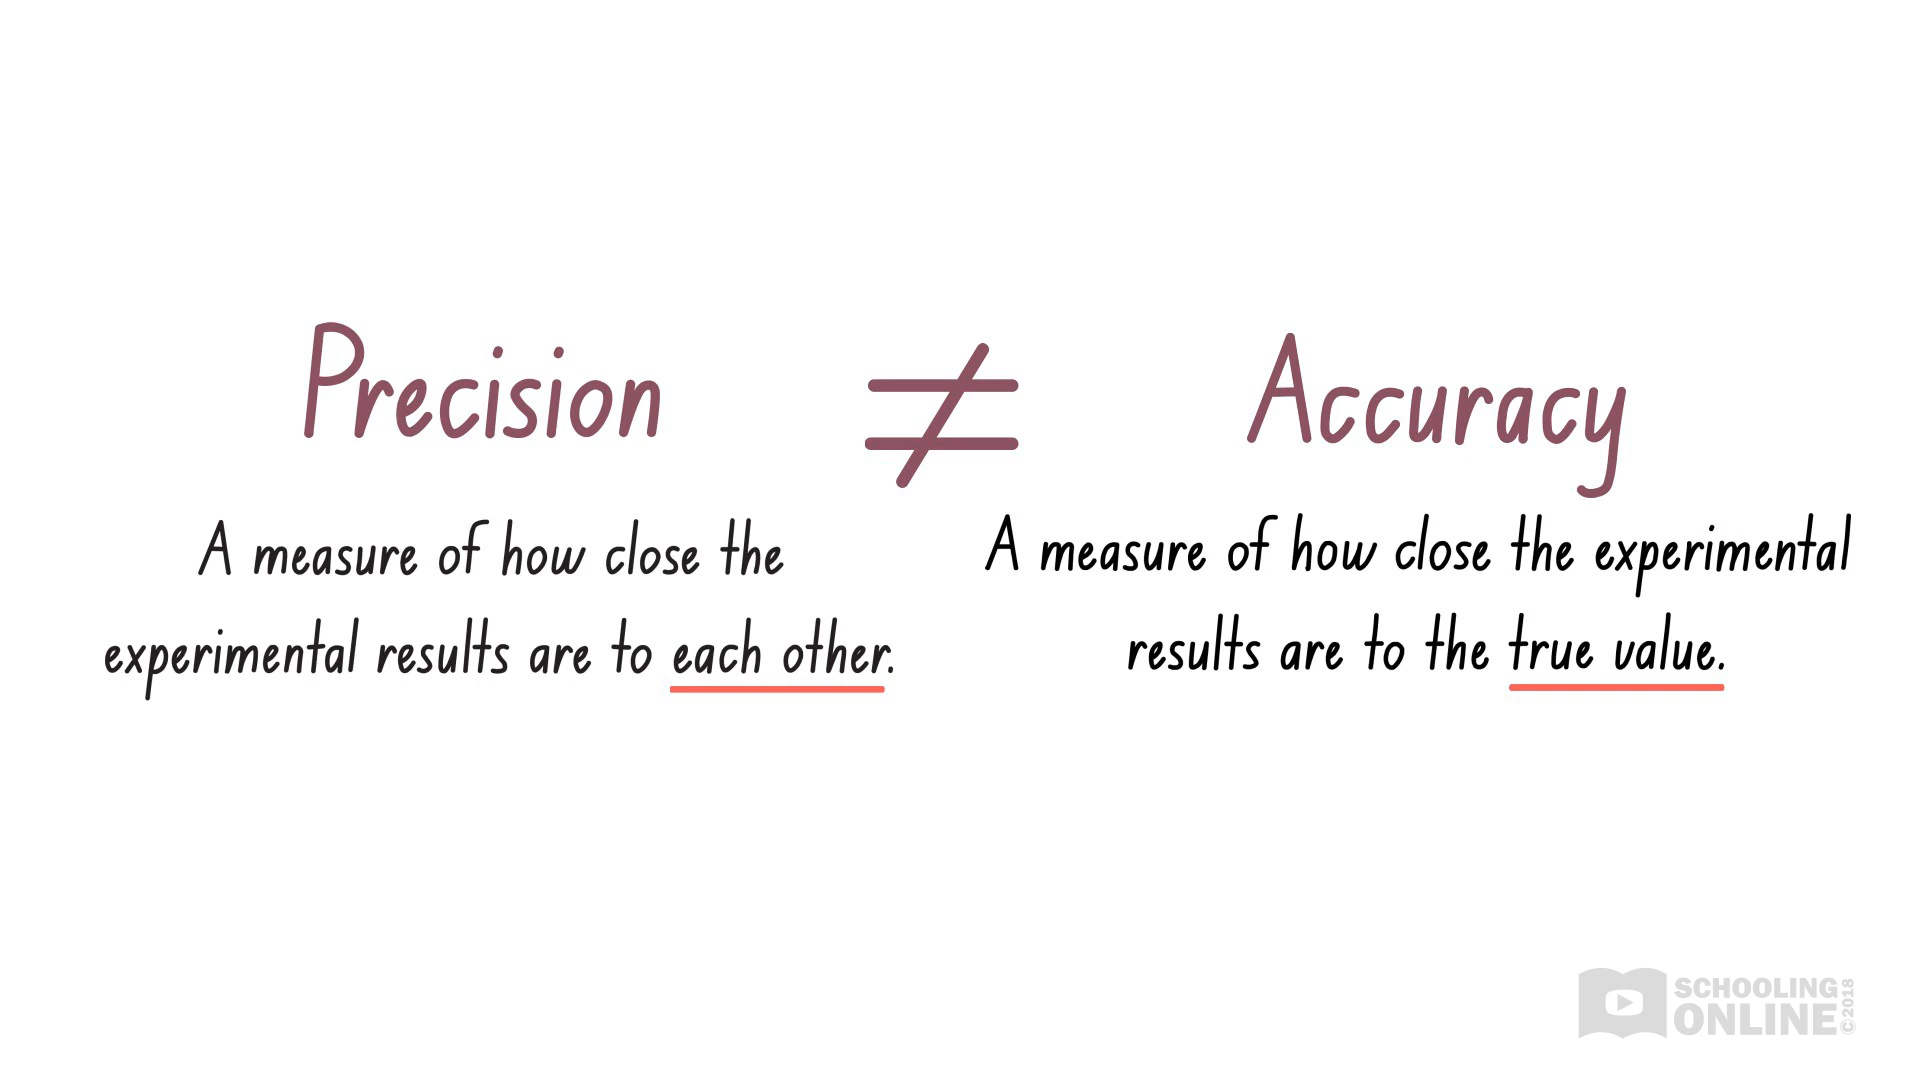 Precision ≠ Accuracy
A measure of how close the
experimental results are to each other.
A measure of how close the experimental
results are to the true value.
SCHOOLING
ONLINE
©2018